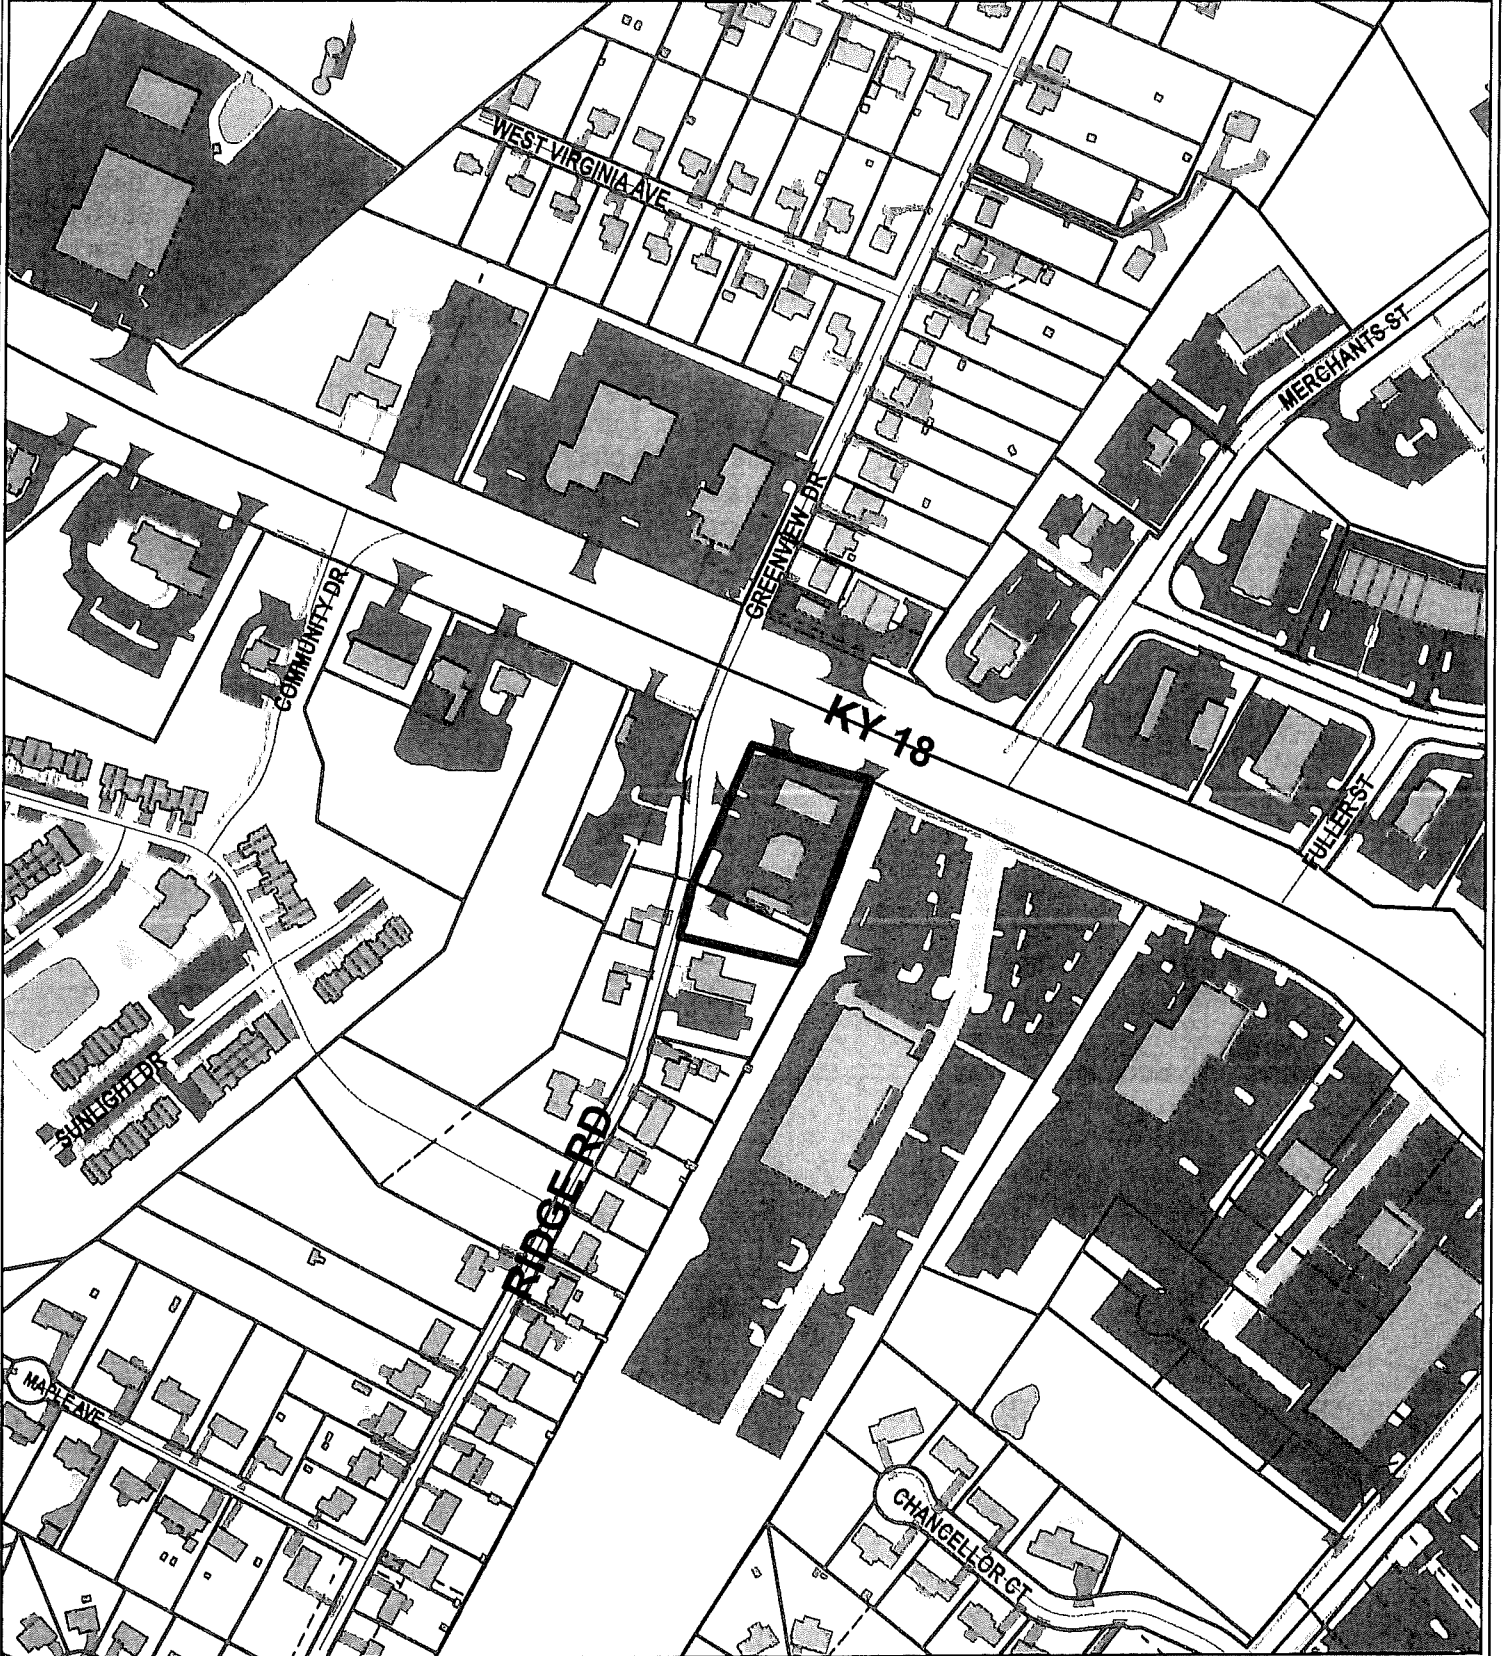 WEST VIRGINIA AVE
MERCHANTS ST
GREENVIEW DR
COMMUNITY DR
KY 18
FULLER ST
SUNLIGHT DR
RIDGE RD
MAPLE AVE
CHANCELLOR CT